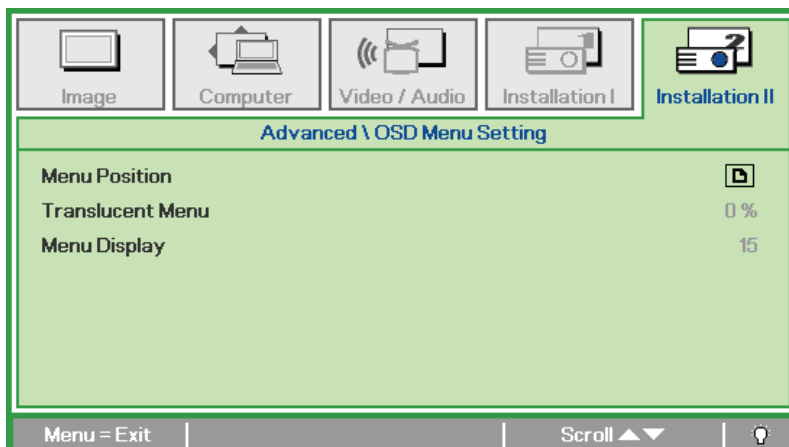 Image Computer Video / Audio Installation I Installation II
Advanced \ OSD Menu Setting
Menu Position
Translucent Menu 0 %
Menu Display 15
Menu = Exit Scroll ▲▼